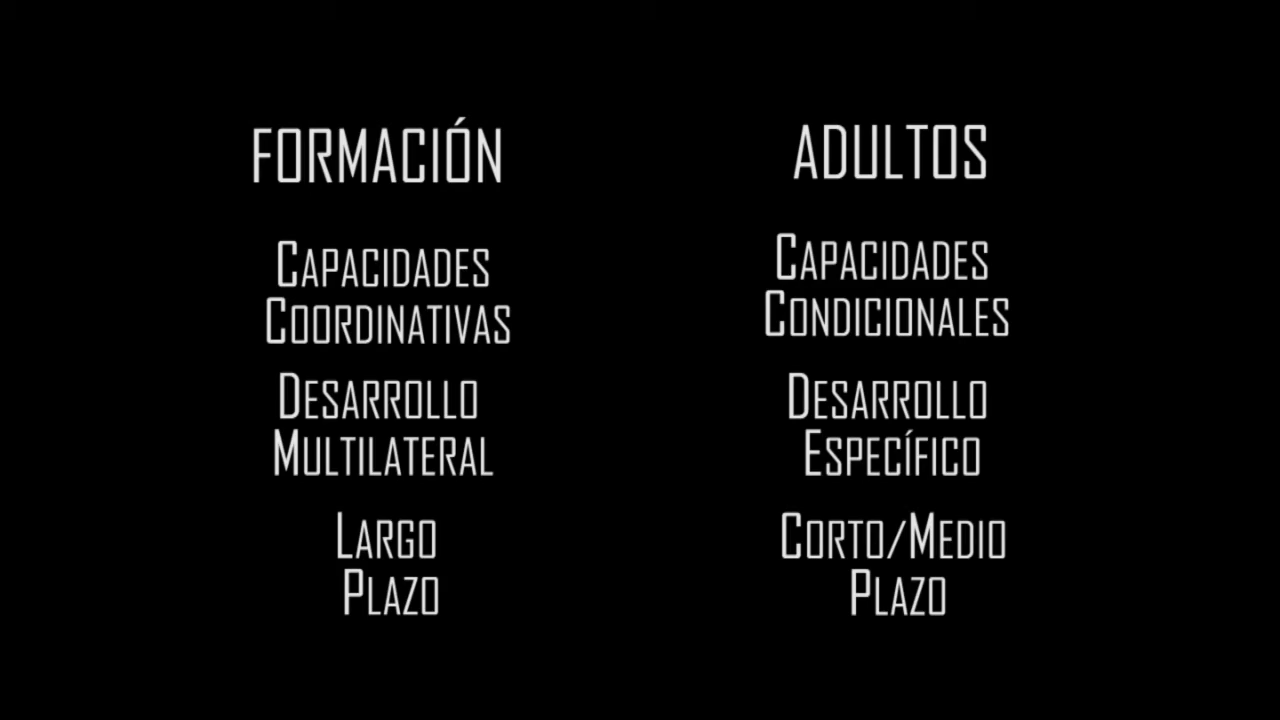 FORMACIÓN
CAPACIDADES
COORDINATIVAS
DESARROLLO
MULTILATERAL
LARGO
PLAZO
ADULTOS
CAPACIDADES
CONDICIONALES
DESARROLLO
ESPECÍFICO
CORTO/MEDIO
PLAZO